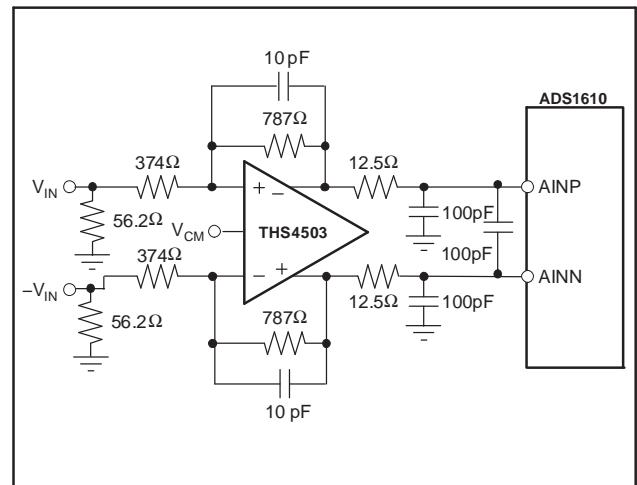 10 pF
ADS1610
787Ω
374Ω
12.5Ω
V_IN
+ −
AINP
56.2Ω
V_CM
THS4503
100pF
100pF
374Ω
− +
−V_IN
AINN
12.5Ω
100pF
56.2Ω
787Ω
10 pF